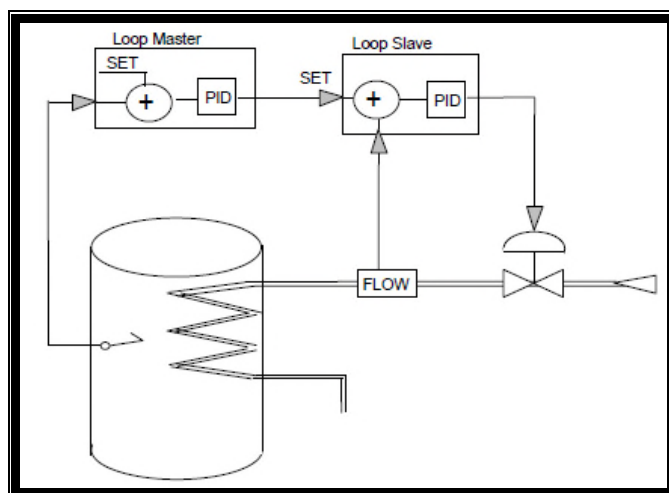 Loop Master
Loop Slave
SET
PID
SET
PID
+
+
FLOW